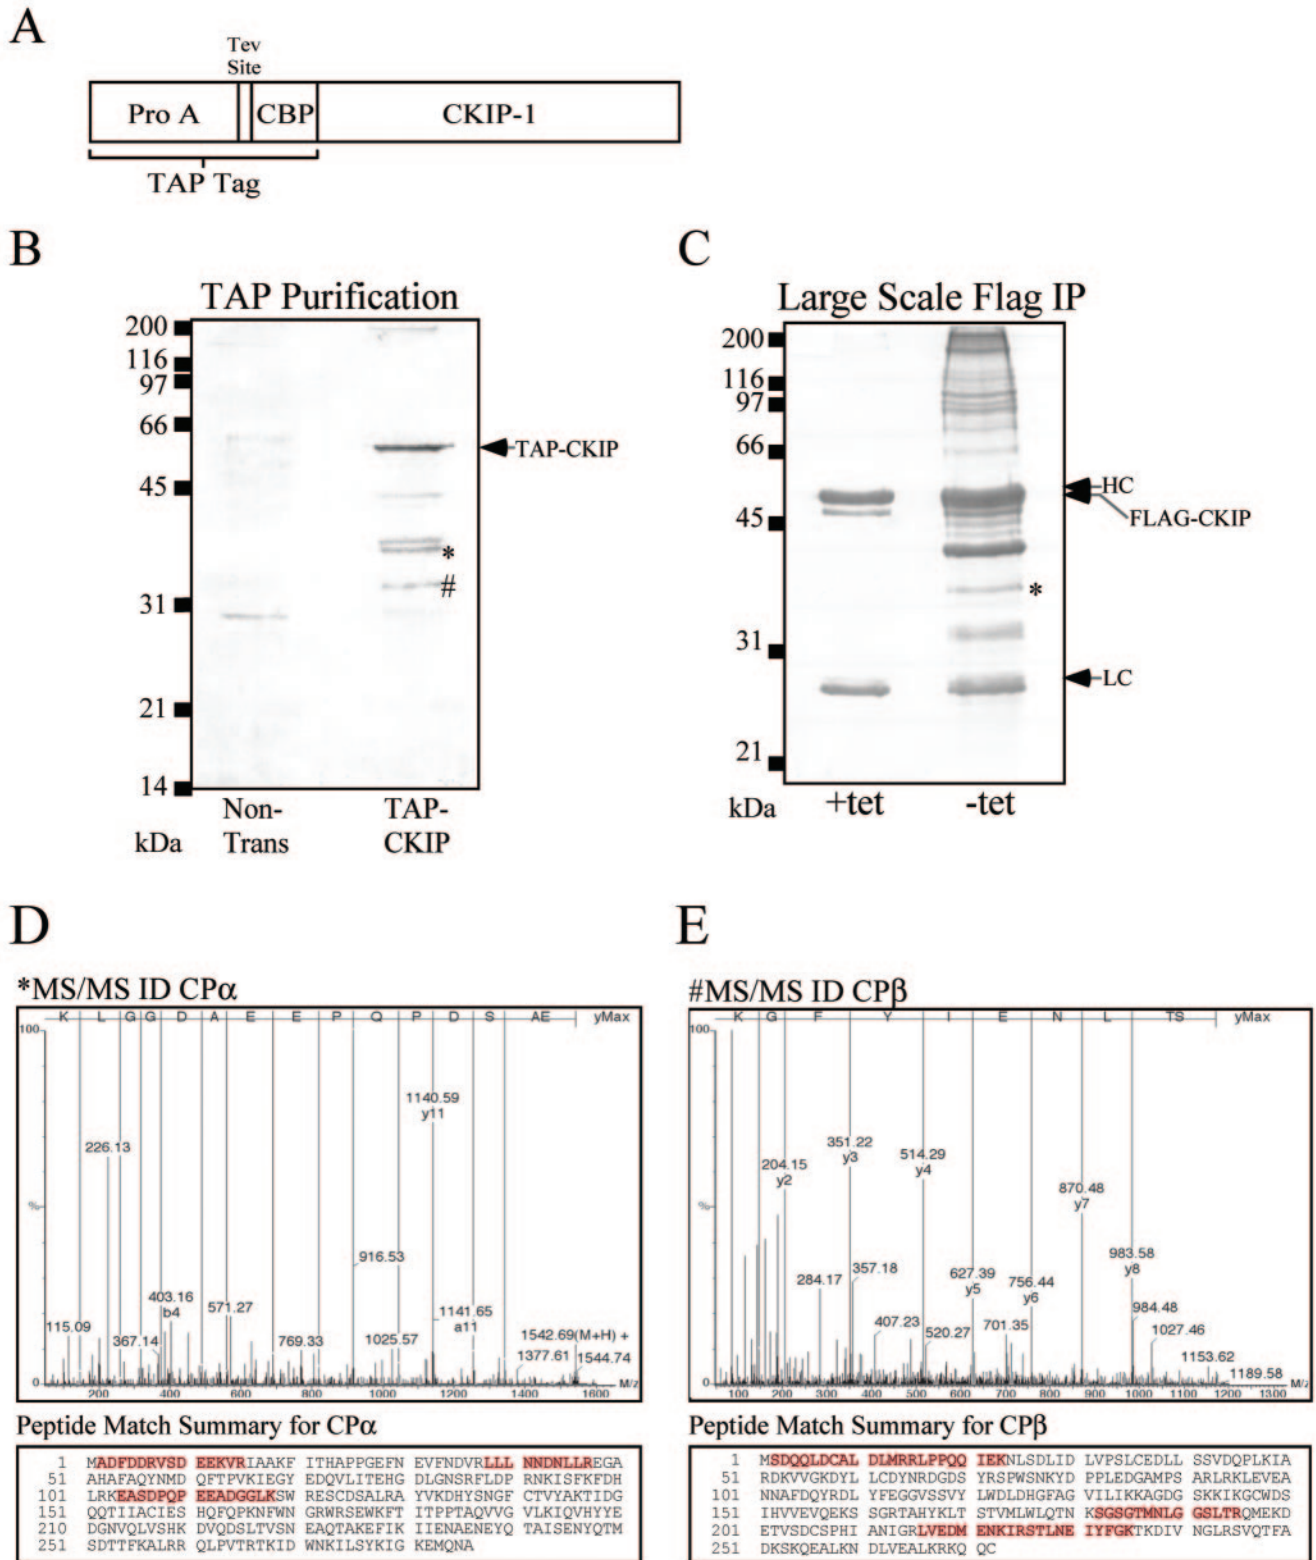 A
Tev
Site
Pro A
CBP
CKIP-1
TAP Tag
B
TAP Purification
200
116
97
66
45
31
21
14
kDa
TAP-CKIP
*
#
Non-
Trans
TAP-
CKIP
C
Large Scale Flag IP
200
116
97
66
45
31
21
kDa
HC
FLAG-CKIP
*
LC
+tet
-tet
D
*MS/MS ID CPα
K L G G D A E E P Q P D S AE yMax
100
%
0
1140.59
y11
226.13
916.53
403.16
b4
571.27
115.09
367.14
769.33
1025.57
1141.65
a11
1542.69(M+H) +
1377.61
1544.74
200 400 600 800 1000 1200 1400 1600 M/z
Peptide Match Summary for CPα
1 MADFDDRVSD EEKVRIAAKF ITHAPPGEFN EVFNDVRLLL NNDNLLREGA
51 AHAFAQYNMD QFTPVKIEGY EDQVLITEHG DLGNSRFLDP RNKISFKFDH
101 LRKEASDPQP EEADGGLKSW RESCDSALRA YVKDHYSNGF CTVYAKTIDG
151 QQTIIACIES HQFQPKNFWN GRWRSEWKFT ITPPTAQVVG VLKIQVHYYE
210 DGNVQLVSHK DVQDSLTVSN EAQTAKEFIK IIENAENEYQ TAISENYQTM
251 SDTTFKALRR QLPVTRTKID WNKILSYKIG KEMQNA
E
#MS/MS ID CPβ
K G F Y I E N L TS yMax
100
%
0
351.22
y3
204.15
y2
514.29
y4
870.48
y7
983.58
y8
284.17
357.18
627.39
y5
756.44
y6
407.23
520.27
701.35
984.48
1027.46
1153.62
1189.58
100 200 300 400 500 600 700 800 900 1000 1100 1200 1300 M/z
Peptide Match Summary for CPβ
1 MSDQQLDCAL DLMRRLPPQQ IEKNLSDLID LVPSLCEDLL SSVDQPLKIA
51 RDKVVGKDYL LCDYNRDGDS YRSPWSNKYD PPLEDGAMPS ARLRKLEVEA
101 NNAFDQYRDL YFEGGVSSVY LWDLDHGFAG VILIKKAGDG SKKIKGCWDS
151 IHVVEVQEKS SGRTAHYKLT STVMLWLQTN KSGSGTMNLG GSLTRQMEKD
201 ETVSDCSPHI ANIGRLVEDM ENKIRSTLNE IYFGKTKDIV NGLRSVQTFA
251 DKSKQEALKN DLVEALKRKQ QC